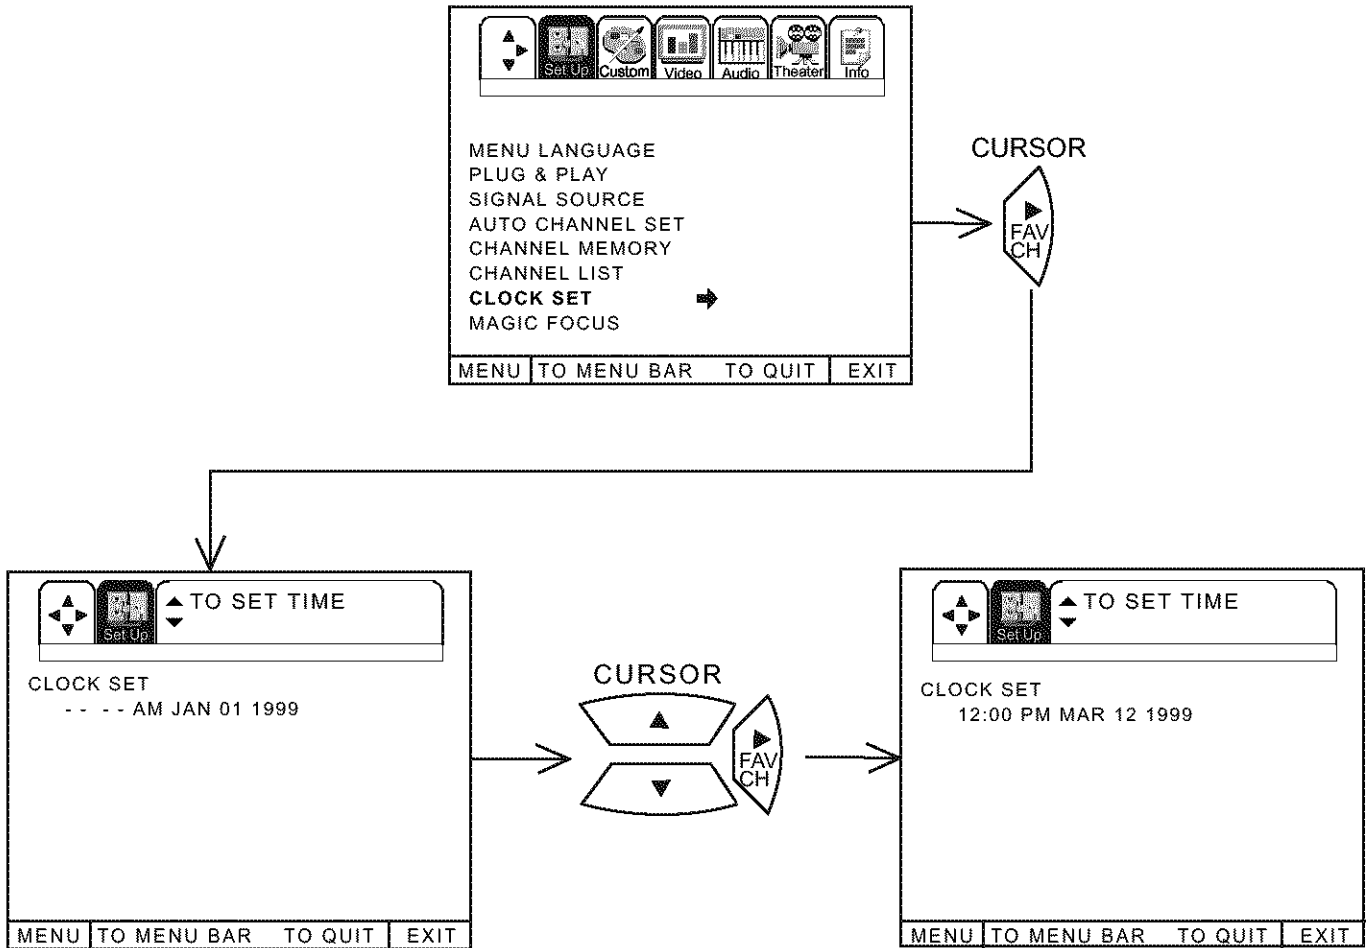 Set Up Custom Video Audio Theater Info
MENU LANGUAGE
PLUG & PLAY
SIGNAL SOURCE
AUTO CHANNEL SET
CHANNEL MEMORY
CHANNEL LIST
CLOCK SET
MAGIC FOCUS
MENU TO MENU BAR TO QUIT EXIT
CURSOR
FAV
CH
Set Up TO SET TIME
CLOCK SET
- - - - AM JAN 01 1999
MENU TO MENU BAR TO QUIT EXIT
CURSOR
FAV
CH
Set Up TO SET TIME
CLOCK SET
12:00 PM MAR 12 1999
MENU TO MENU BAR TO QUIT EXIT